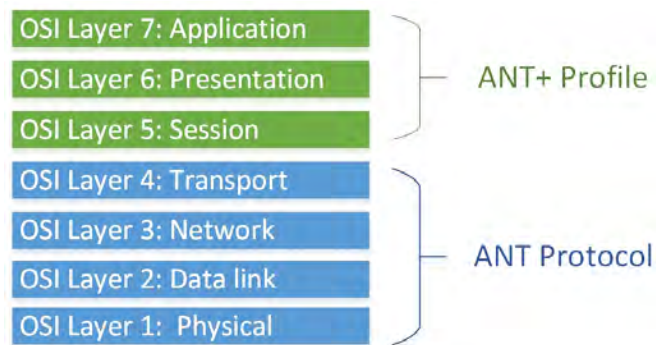 OSI Layer 7: Application
OSI Layer 6: Presentation
ANT+ Profile
OSI Layer 5: Session
OSI Layer 4: Transport
OSI Layer 3: Network
ANT Protocol
OSI Layer 2: Data link
OSI Layer 1: Physical